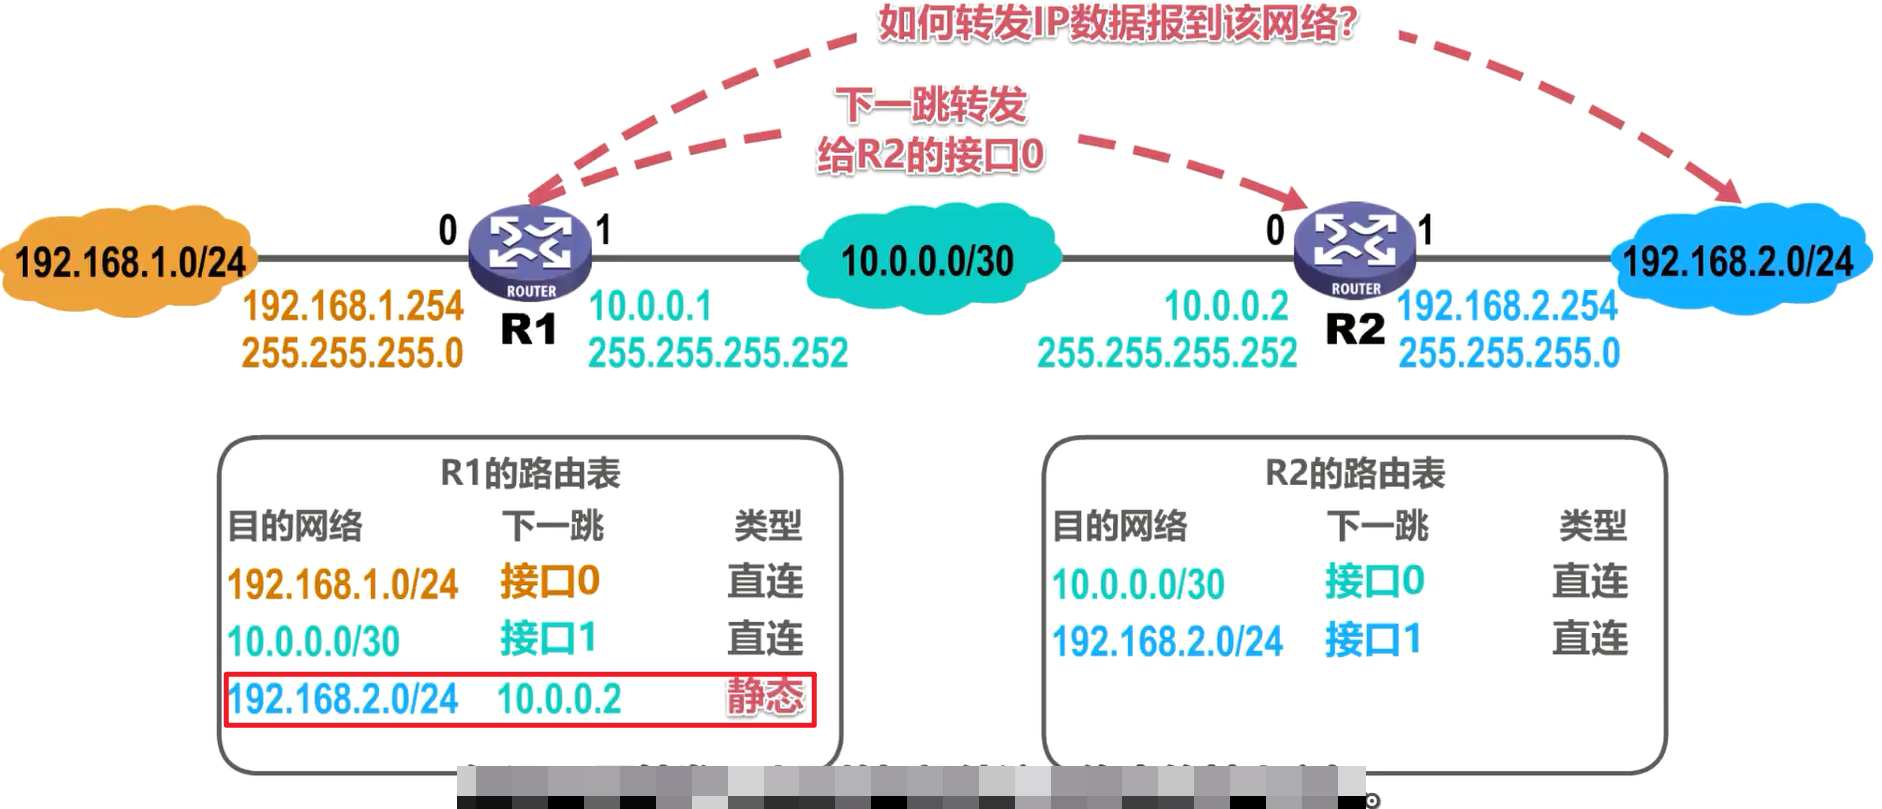 如何转发IP数据报到该网络？
下一跳转发
给R2的接口0
0
1
0
1
192.168.1.0/24
10.0.0.0/30
192.168.2.0/24
ROUTER
ROUTER
192.168.1.254
255.255.255.0
R1
10.0.0.1
255.255.255.252
10.0.0.2
255.255.255.252
R2
192.168.2.254
255.255.255.0
R1的路由表
目的网络 下一跳 类型
192.168.1.0/24 接口0 直连
10.0.0.0/30 接口1 直连
192.168.2.0/24 10.0.0.2 静态
R2的路由表
目的网络 下一跳 类型
10.0.0.0/30 接口0 直连
192.168.2.0/24 接口1 直连